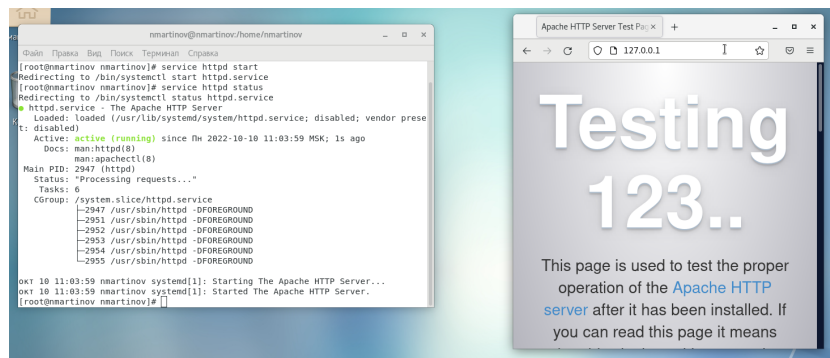 nmartinov@nmartinov:/home/nmartinov
Файл Правка Вид Поиск Терминал Справка
[root@nmartinov nmartinov]# service httpd start
Redirecting to /bin/systemctl start httpd.service
[root@nmartinov nmartinov]# service httpd status
Redirecting to /bin/systemctl status httpd.service
● httpd.service - The Apache HTTP Server
Loaded: loaded (/usr/lib/systemd/system/httpd.service; disabled; vendor prese
t: disabled)
Active: active (running) since Пн 2022-10-10 11:03:59 MSK; 1s ago
Docs: man:httpd(8)
man:apachectl(8)
Main PID: 2947 (httpd)
Status: "Processing requests..."
Tasks: 6
CGroup: /system.slice/httpd.service
├─2947 /usr/sbin/httpd -DFOREGROUND
├─2951 /usr/sbin/httpd -DFOREGROUND
├─2952 /usr/sbin/httpd -DFOREGROUND
├─2953 /usr/sbin/httpd -DFOREGROUND
├─2954 /usr/sbin/httpd -DFOREGROUND
└─2955 /usr/sbin/httpd -DFOREGROUND
окт 10 11:03:59 nmartinov systemd[1]: Starting The Apache HTTP Server...
окт 10 11:03:59 nmartinov systemd[1]: Started The Apache HTTP Server.
[root@nmartinov nmartinov]#
Apache HTTP Server Test Pag
127.0.0.1
Testing
123..
This page is used to test the proper
operation of the Apache HTTP
server after it has been installed. If
you can read this page it means